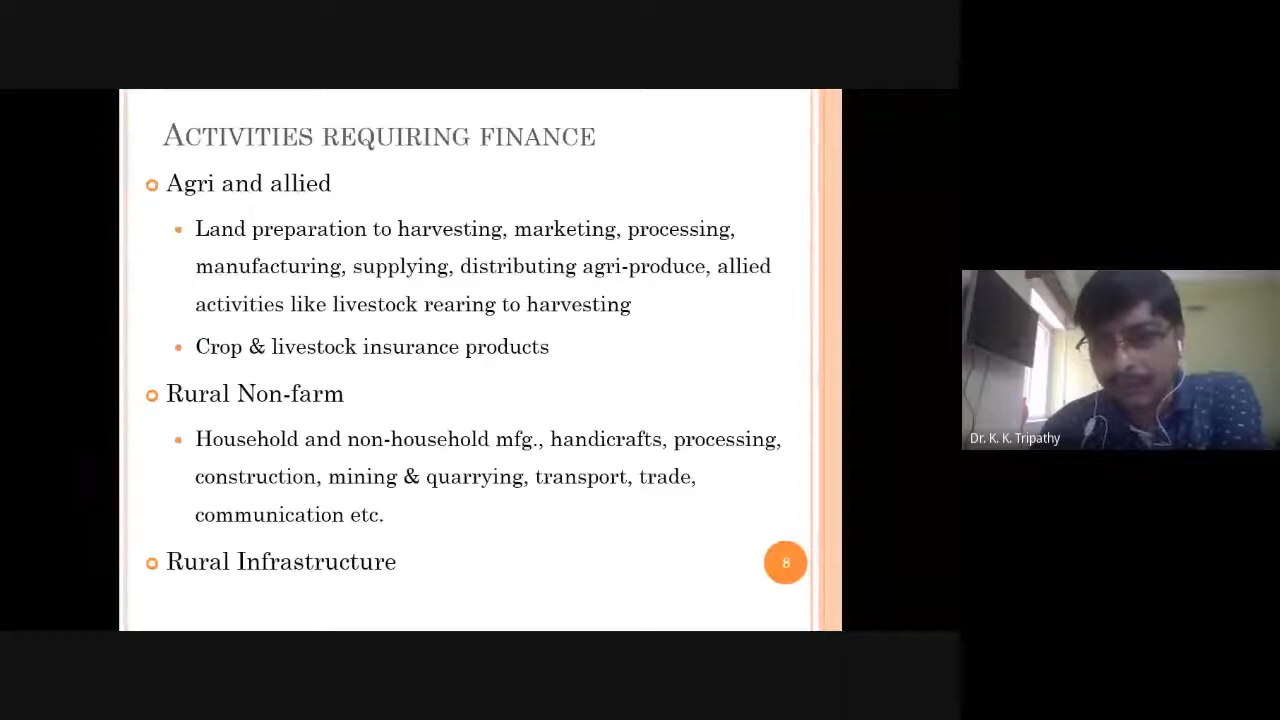 ACTIVITIES REQUIRING FINANCE
Agri and allied
Land preparation to harvesting, marketing, processing,
manufacturing, supplying, distributing agri-produce, allied
activities like livestock rearing to harvesting
Crop & livestock insurance products
Rural Non-farm
Household and non-household mfg., handicrafts, processing,
construction, mining & quarrying, transport, trade,
communication etc.
Rural Infrastructure
8
Dr. K. K. Tripathy